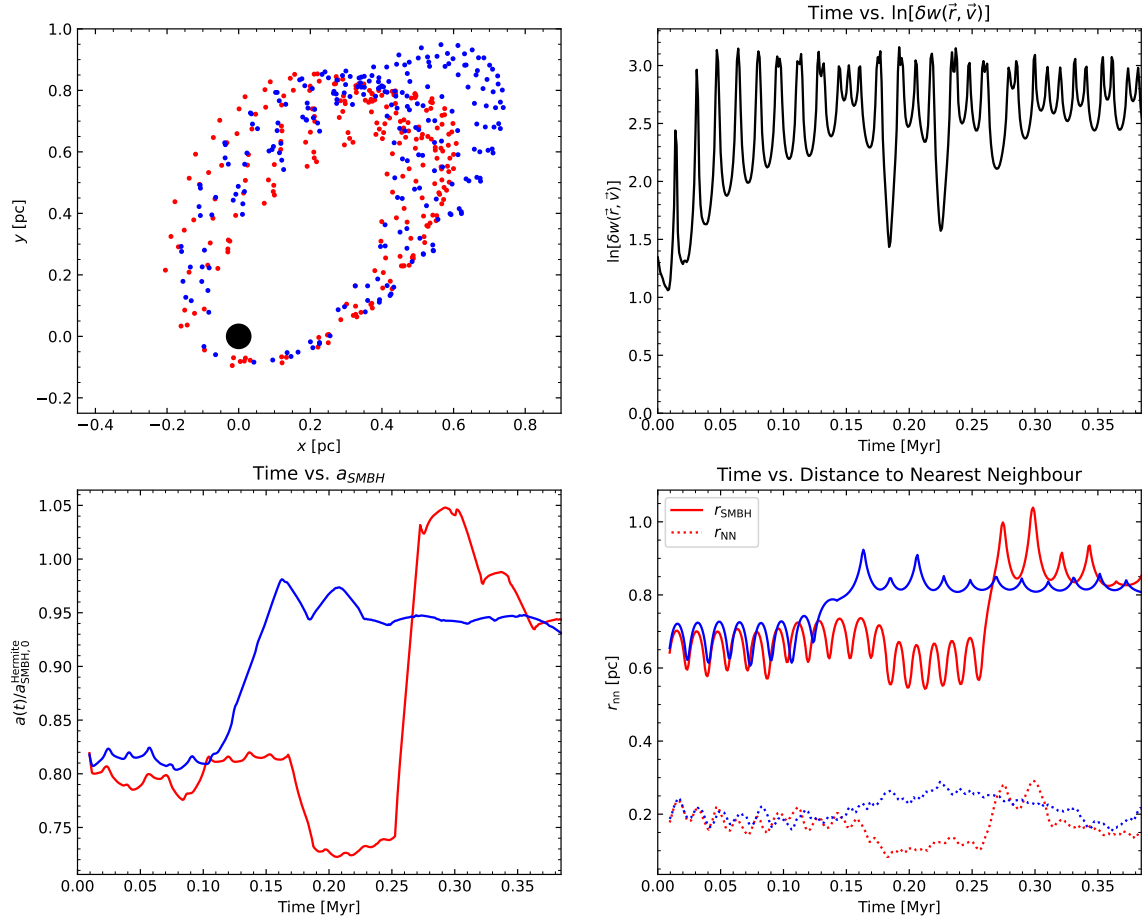 Time vs. ln[δw(r⃗, v⃗)]
1.0
0.8
0.6
0.4
0.2
0.0
−0.2
y [pc]
−0.4 −0.2 0.0 0.2 0.4 0.6 0.8
x [pc]
3.0
2.5
2.0
1.5
1.0
0.5
0.0
ln[δw(r⃗, v⃗)]
0.00 0.05 0.10 0.15 0.20 0.25 0.30 0.35
Time [Myr]
Time vs. a_SMBH
1.05
1.00
0.95
0.90
0.85
0.80
0.75
a(t)/a^Hermite_SMBH, 0
0.00 0.05 0.10 0.15 0.20 0.25 0.30 0.35
Time [Myr]
Time vs. Distance to Nearest Neighbour
r_SMBH
r_NN
1.0
0.8
0.6
0.4
0.2
r_nn [pc]
0.00 0.05 0.10 0.15 0.20 0.25 0.30 0.35
Time [Myr]